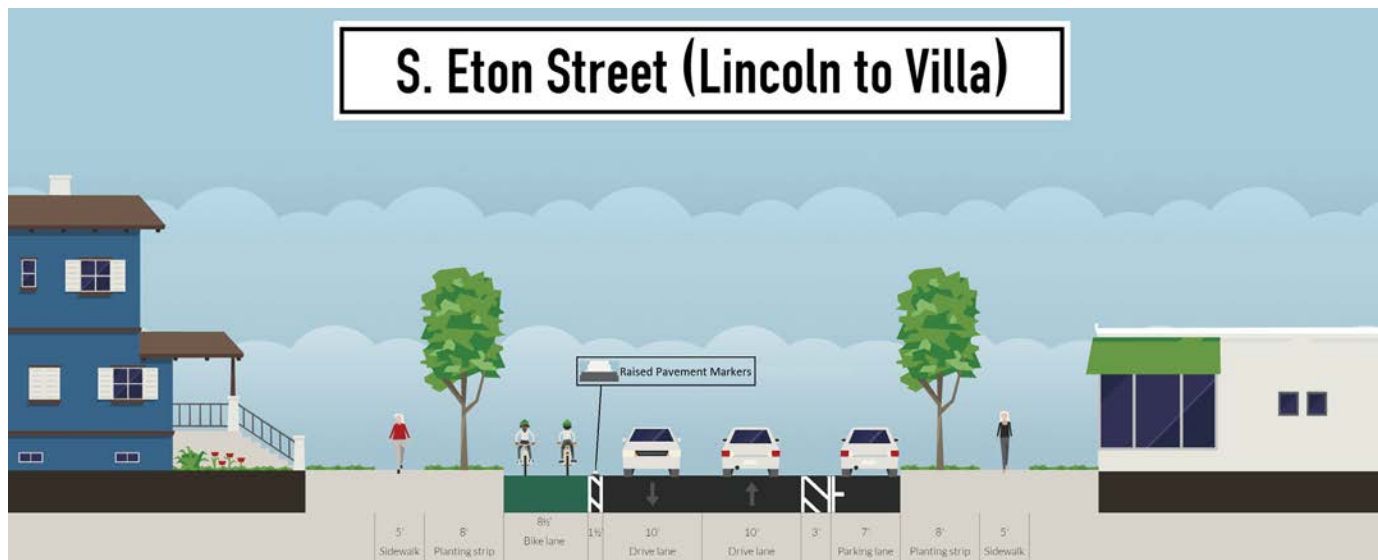 S. Eton Street (Lincoln to Villa)
Raised Pavement Markers
5' 8' 8½' 1½' 10' 10' 3' 7' 8' 5'
Sidewalk Planting strip Bike lane Drive lane Drive lane Parking lane Planting strip Sidewalk